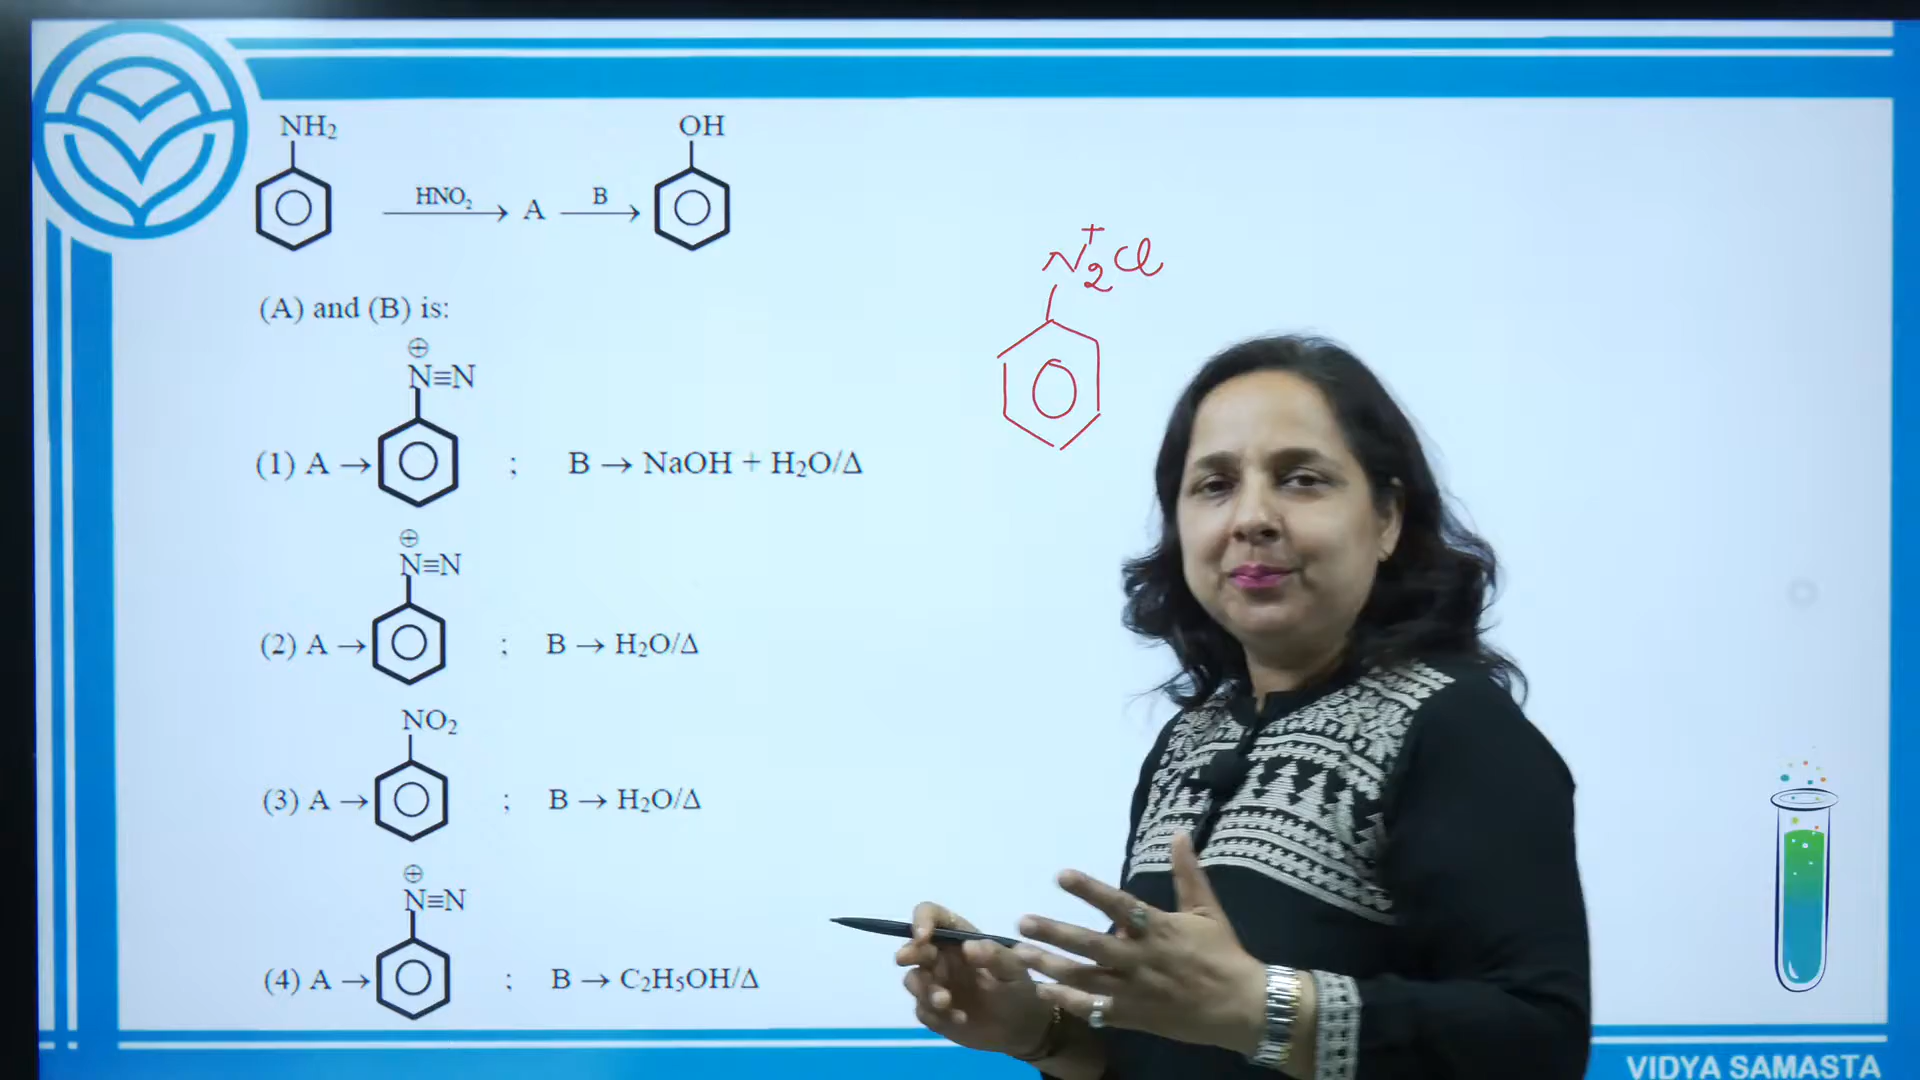 NH₂
OH
HNO₂ → A B →
(A) and (B) is:
⊕
N≡N
(1) A → ; B → NaOH + H₂O/Δ
⊕
N≡N
(2) A → ; B → H₂O/Δ
NO₂
(3) A → ; B → H₂O/Δ
⊕
N≡N
(4) A → ; B → C₂H₅OH/Δ
N₂⁺Cl
VIDYA SAMASTA